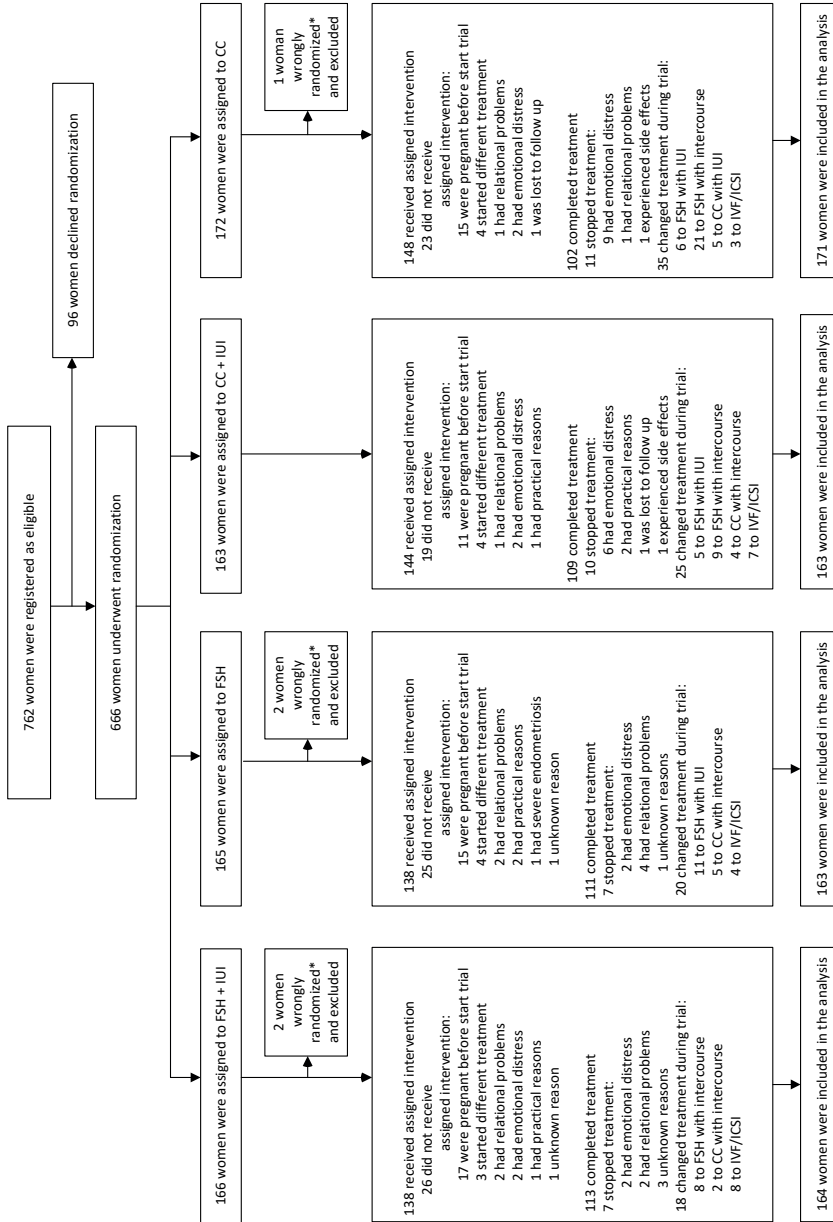 762 women were registered as eligible
96 women declined randomization
666 women underwent randomization
166 women were assigned to FSH + IUI
165 women were assigned to FSH
163 women were assigned to CC + IUI
172 women were assigned to CC
2 women
wrongly
randomized*
and excluded
2 women
wrongly
randomized*
and excluded
1 woman
wrongly
randomized*
and excluded
138 received assigned intervention
26 did not receive
assigned intervention:
17 were pregnant before start trial
3 started different treatment
2 had relational problems
2 had emotional distress
1 had practical reasons
1 unknown reason
113 completed treatment
7 stopped treatment:
2 had emotional distress
2 had relational problems
3 unknown reasons
18 changed treatment during trial:
8 to FSH with intercourse
2 to CC with intercourse
8 to IVF/ICSI
138 received assigned intervention
25 did not receive
assigned intervention:
15 were pregnant before start trial
4 started different treatment
2 had relational problems
2 had practical reasons
1 had severe endometriosis
1 unknown reason
111 completed treatment
7 stopped treatment:
2 had emotional distress
4 had relational problems
1 unknown reasons
20 changed treatment during trial:
11 to FSH with IUI
5 to CC with intercourse
4 to IVF/ICSI
144 received assigned intervention
19 did not receive
assigned intervention:
11 were pregnant before start trial
4 started different treatment
1 had relational problems
2 had emotional distress
1 had practical reasons
109 completed treatment
10 stopped treatment:
6 had emotional distress
2 had practical reasons
1 was lost to follow up
1 experienced side effects
25 changed treatment during trial:
5 to FSH with IUI
9 to FSH with intercourse
4 to CC with intercourse
7 to IVF/ICSI
148 received assigned intervention
23 did not receive
assigned intervention:
15 were pregnant before start trial
4 started different treatment
1 had relational problems
2 had emotional distress
1 was lost to follow up
102 completed treatment
11 stopped treatment:
9 had emotional distress
1 had relational problems
1 experienced side effects
35 changed treatment during trial:
6 to FSH with IUI
21 to FSH with intercourse
5 to CC with IUI
3 to IVF/ICSI
164 women were included in the analysis
163 women were included in the analysis
163 women were included in the analysis
171 women were included in the analysis